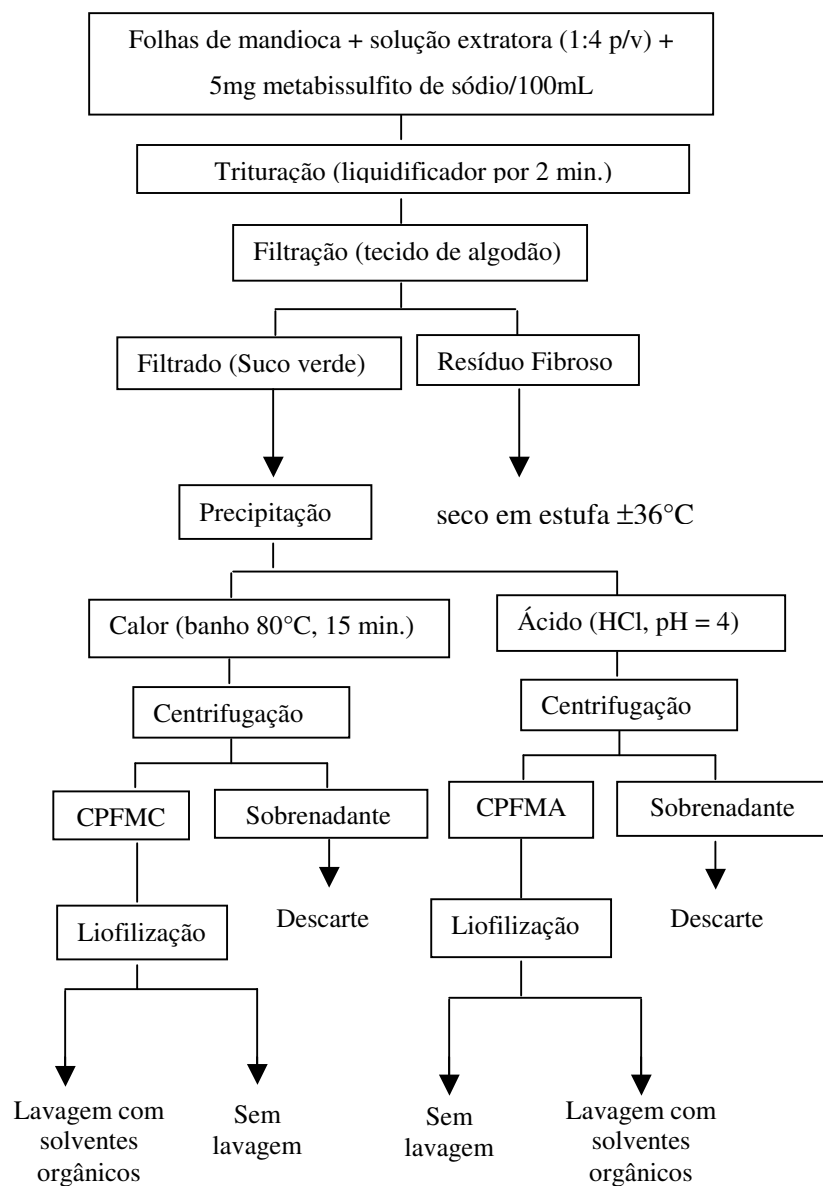 Folhas de mandioca + solução extratora (1:4 p/v) +
5mg metabissulfito de sódio/100mL
Trituração (liquidificador por 2 min.)
Filtração (tecido de algodão)
Filtrado (Suco verde)
Resíduo Fibroso
Precipitação
seco em estufa ±36°C
Calor (banho 80°C, 15 min.)
Ácido (HCl, pH = 4)
Centrifugação
Centrifugação
CPFMC
Sobrenadante
CPFMA
Sobrenadante
Descarte
Descarte
Liofilização
Liofilização
Lavagem com
solventes
orgânicos
Sem
lavagem
Sem
lavagem
Lavagem com
solventes
orgânicos